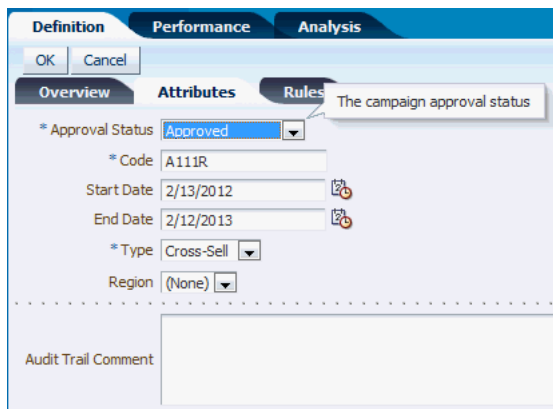 Definition Performance Analysis
OK Cancel
Overview Attributes Rules
The campaign approval status
* Approval Status Approved
* Code A111R
Start Date 2/13/2012
End Date 2/12/2013
* Type Cross-Sell
Region (None)
Audit Trail Comment